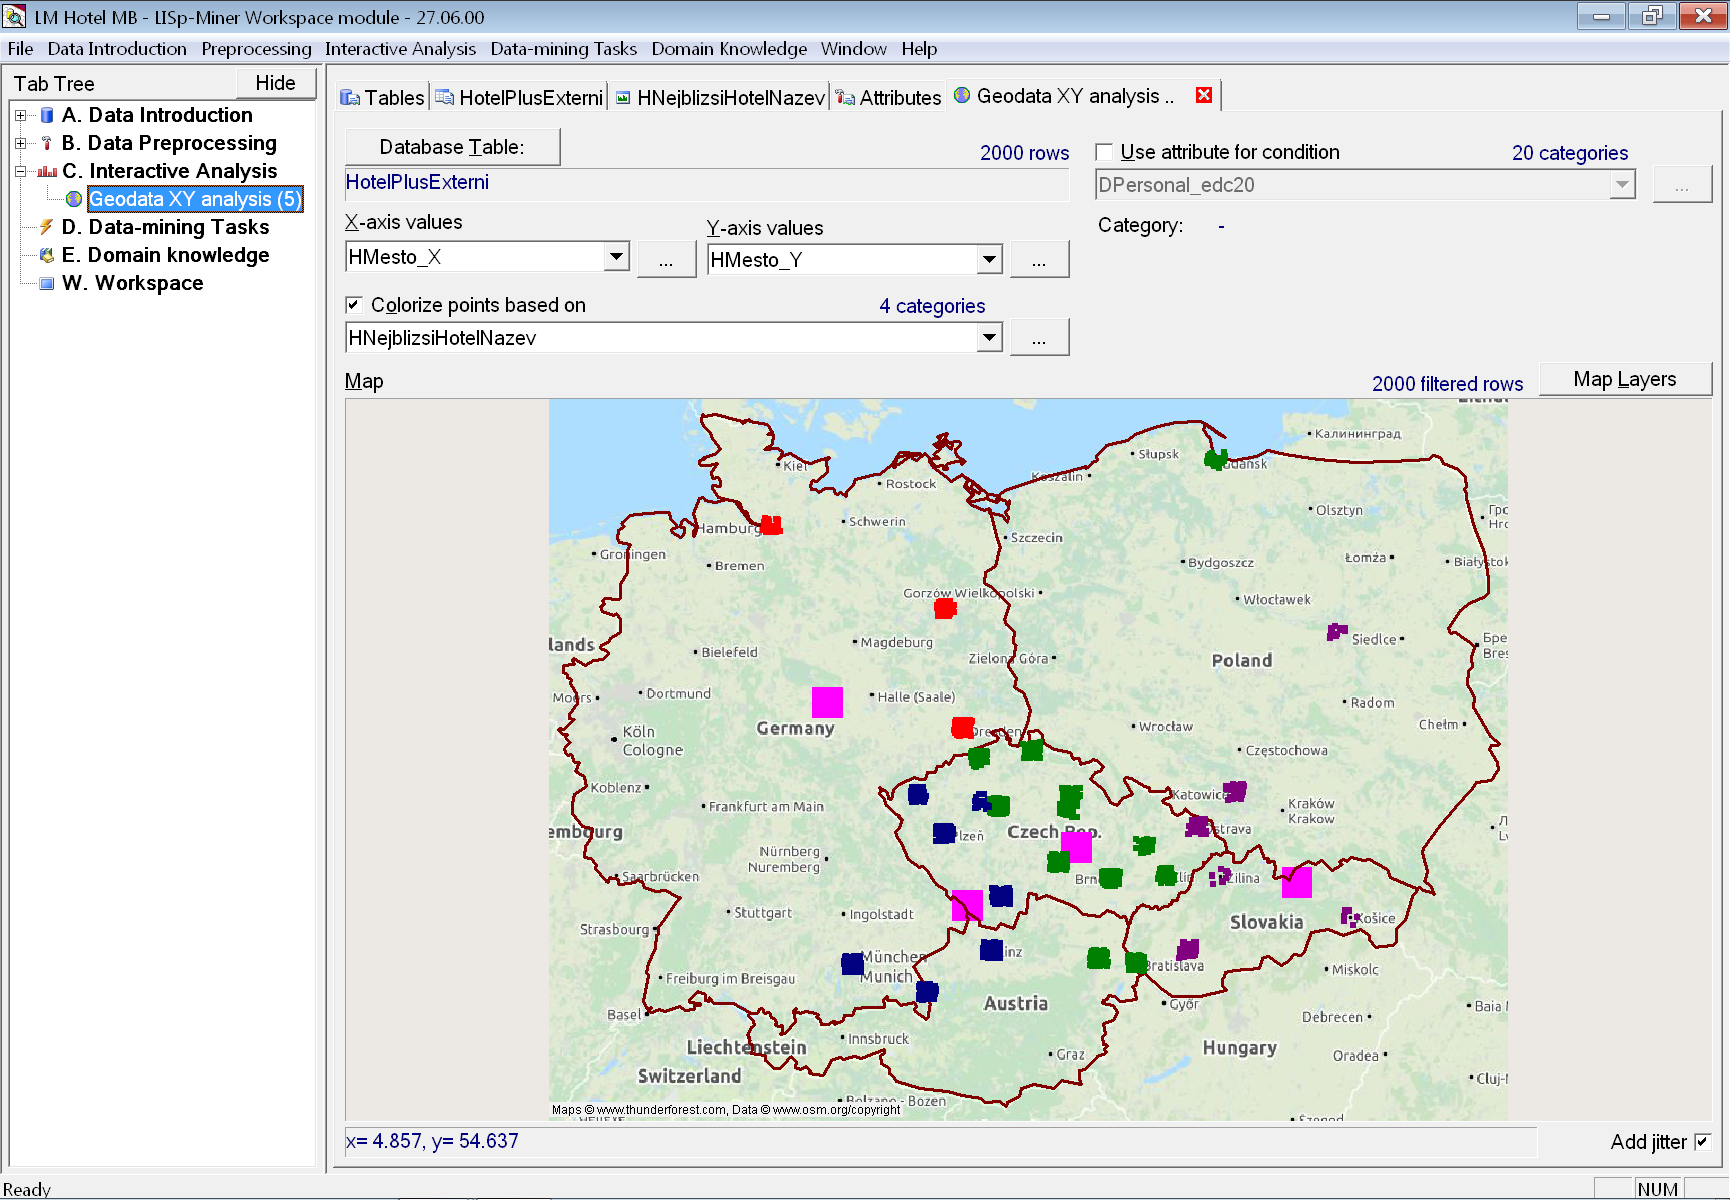 LM Hotel MB - LISp-Miner Workspace module - 27.06.00
File Data Introduction Preprocessing Interactive Analysis Data-mining Tasks Domain Knowledge Window Help
Tab Tree
Hide
A. Data Introduction
B. Data Preprocessing
C. Interactive Analysis
Geodata XY analysis (5)
D. Data-mining Tasks
E. Domain knowledge
W. Workspace
Tables
HotelPlusExterni
HNejblizsiHotelNazev
Attributes
Geodata XY analysis ..
Database Table:
2000 rows
HotelPlusExterni
Use attribute for condition
20 categories
DPersonal_edc20
...
Category: -
X-axis values
HMesto_X
...
Y-axis values
HMesto_Y
...
Colorize points based on
4 categories
HNejblizsiHotelNazev
...
Map
2000 filtered rows
Map Layers
Калининград
Słupsk
Gdańsk
Kiel
Koszalin
Rostock
Olsztyn
Hamburg
Schwerin
Szczecin
Groningen
Bremen
Bydgoszcz
Łomża
Białystok
Gorzów Wielkopolski
Włocławek
lands
Magdeburg
Siedlce
Бре
Bres
Bielefeld
Zielona Góra
Poland
Moers
Dortmund
Halle (Saale)
Radom
Germany
Dresden
Wrocław
Chełm
Köln
Cologne
Częstochowa
Koblenz
Katowice
Frankfurt am Main
Kraków
Krakow
embourg
Plzeň
Czech Rep.
Ostrava
Nürnberg
Nuremberg
Saarbrücken
Brno
Zlín
Žilina
Stuttgart
Ingolstadt
Slovakia
Košice
Strasbourg
Linz
München
Munich
Bratislava
Miskolc
Freiburg im Breisgau
Austria
Győr
Baia M
Basel
Debrecen
Innsbruck
Liechtenstein
Graz
Hungary
Oradea
Switzerland
Cluj-N
Bolzano - Bozen
Maps © www.thunderforest.com, Data © www.osm.org/copyright
x= 4.857, y= 54.637
Add jitter
Ready
NUM